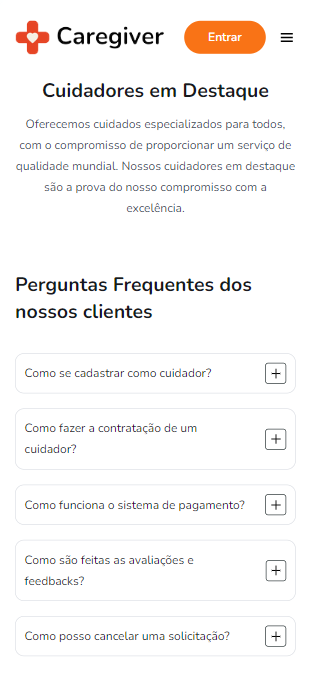 Caregiver
Entrar
Cuidadores em Destaque
Oferecemos cuidados especializados para todos,
com o compromisso de proporcionar um serviço de
qualidade mundial. Nossos cuidadores em destaque
são a prova do nosso compromisso com a
excelência.
Perguntas Frequentes dos
nossos clientes
Como se cadastrar como cuidador?
Como fazer a contratação de um
cuidador?
Como funciona o sistema de pagamento?
Como são feitas as avaliações e
feedbacks?
Como posso cancelar uma solicitação?